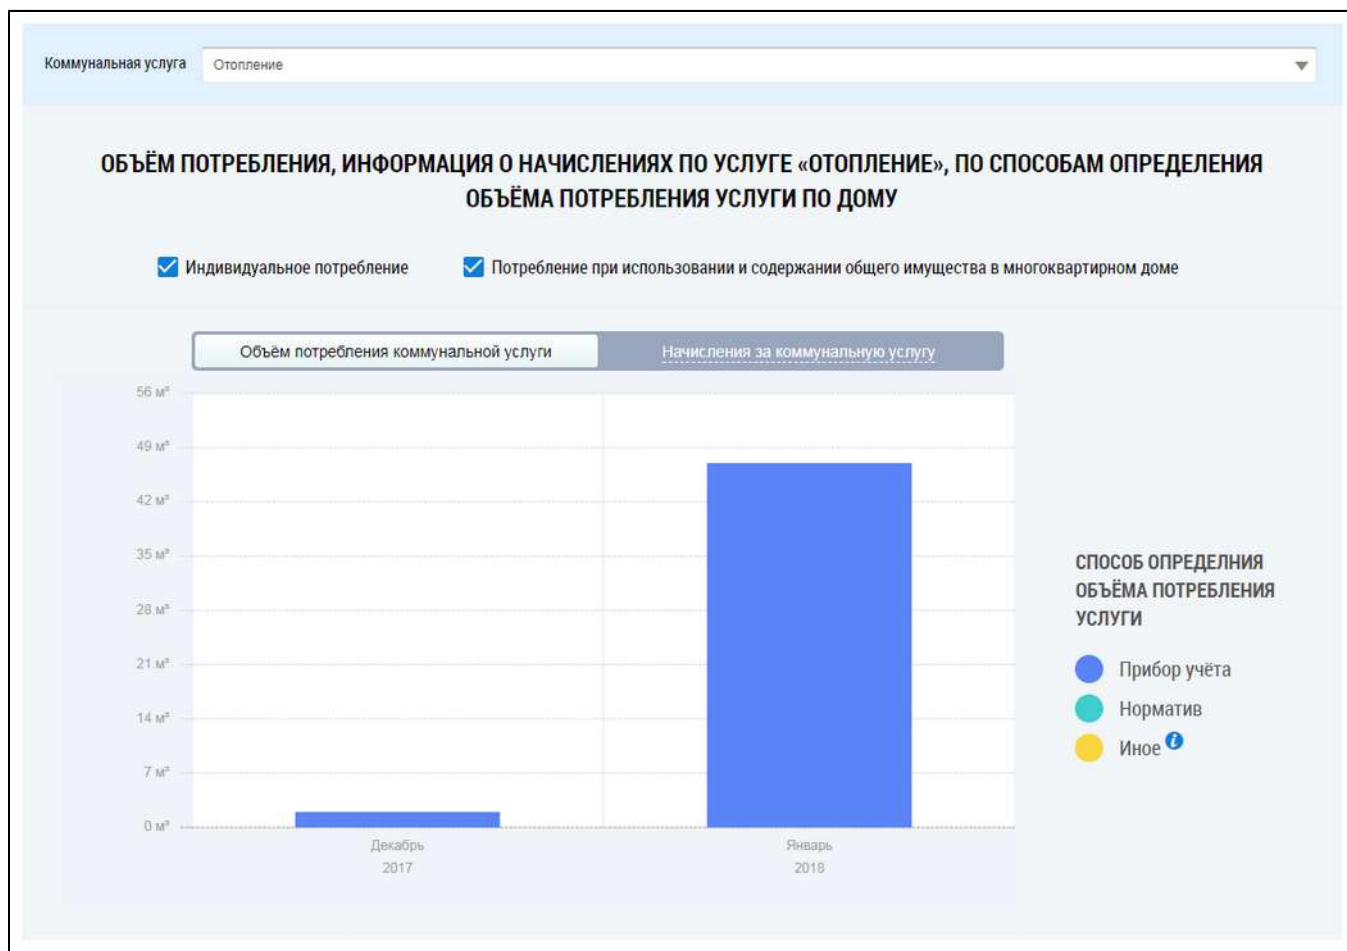 Коммунальная услуга Отопление
ОБЪЁМ ПОТРЕБЛЕНИЯ, ИНФОРМАЦИЯ О НАЧИСЛЕНИЯХ ПО УСЛУГЕ «ОТОПЛЕНИЕ», ПО СПОСОБАМ ОПРЕДЕЛЕНИЯ
ОБЪЁМА ПОТРЕБЛЕНИЯ УСЛУГИ ПО ДОМУ
Индивидуальное потребление Потребление при использовании и содержании общего имущества в многоквартирном доме
Объём потребления коммунальной услуги Начисления за коммунальную услугу
56 м³
49 м³
42 м³
35 м³
28 м³
21 м³
14 м³
7 м³
0 м³
Декабрь
2017
Январь
2018
СПОСОБ ОПРЕДЕЛНИЯ
ОБЪЁМА ПОТРЕБЛЕНИЯ
УСЛУГИ
Прибор учёта
Норматив
Иное i